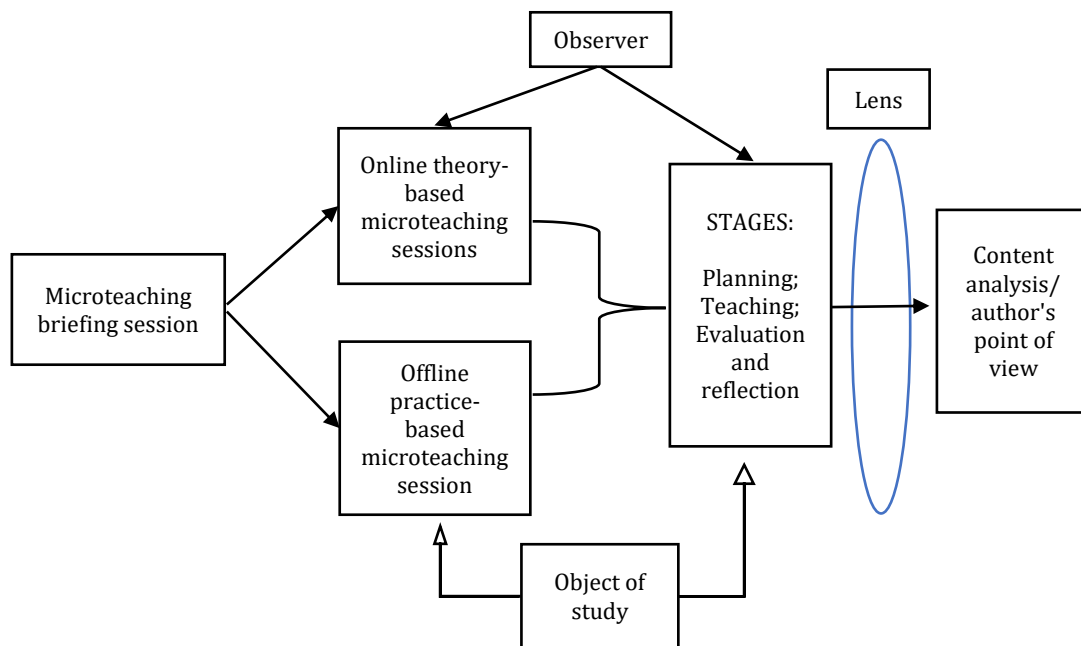 Observer
Lens
Online theory-
based
microteaching
sessions
STAGES:
Planning;
Teaching;
Evaluation
and
reflection
Content
analysis/
author's
point of
view
Microteaching
briefing session
Offline
practice-
based
microteaching
session
Object of
study